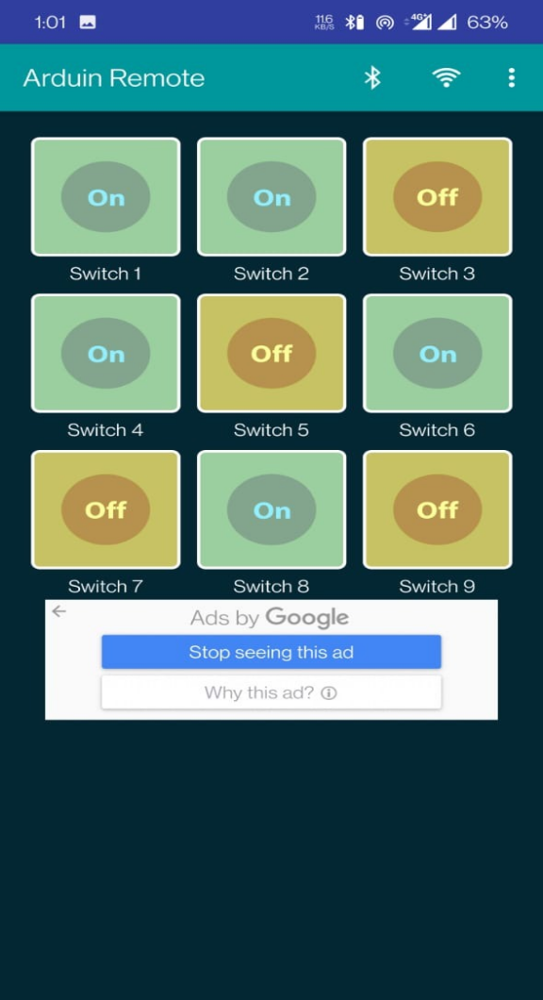 1:01 11.6 KB/S 4G+ 63%
Arduin Remote
On On Off
Switch 1 Switch 2 Switch 3
On Off On
Switch 4 Switch 5 Switch 6
Off On Off
Switch 7 Switch 8 Switch 9
Ads by Google
Stop seeing this ad
Why this ad?